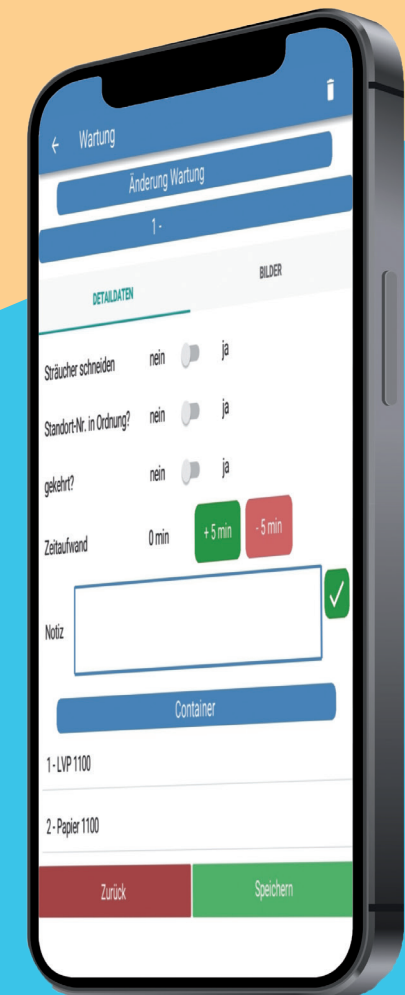 Wartung
Änderung Wartung
1 -
DETAILDATEN BILDER
Sträucher schneiden nein ja
Standort-Nr. in Ordnung? nein ja
gekehrt? nein ja
Zeitaufwand 0 min + 5 min - 5 min
Notiz
Container
1 - LVP 1100
2 - Papier 1100
Zurück Speichern